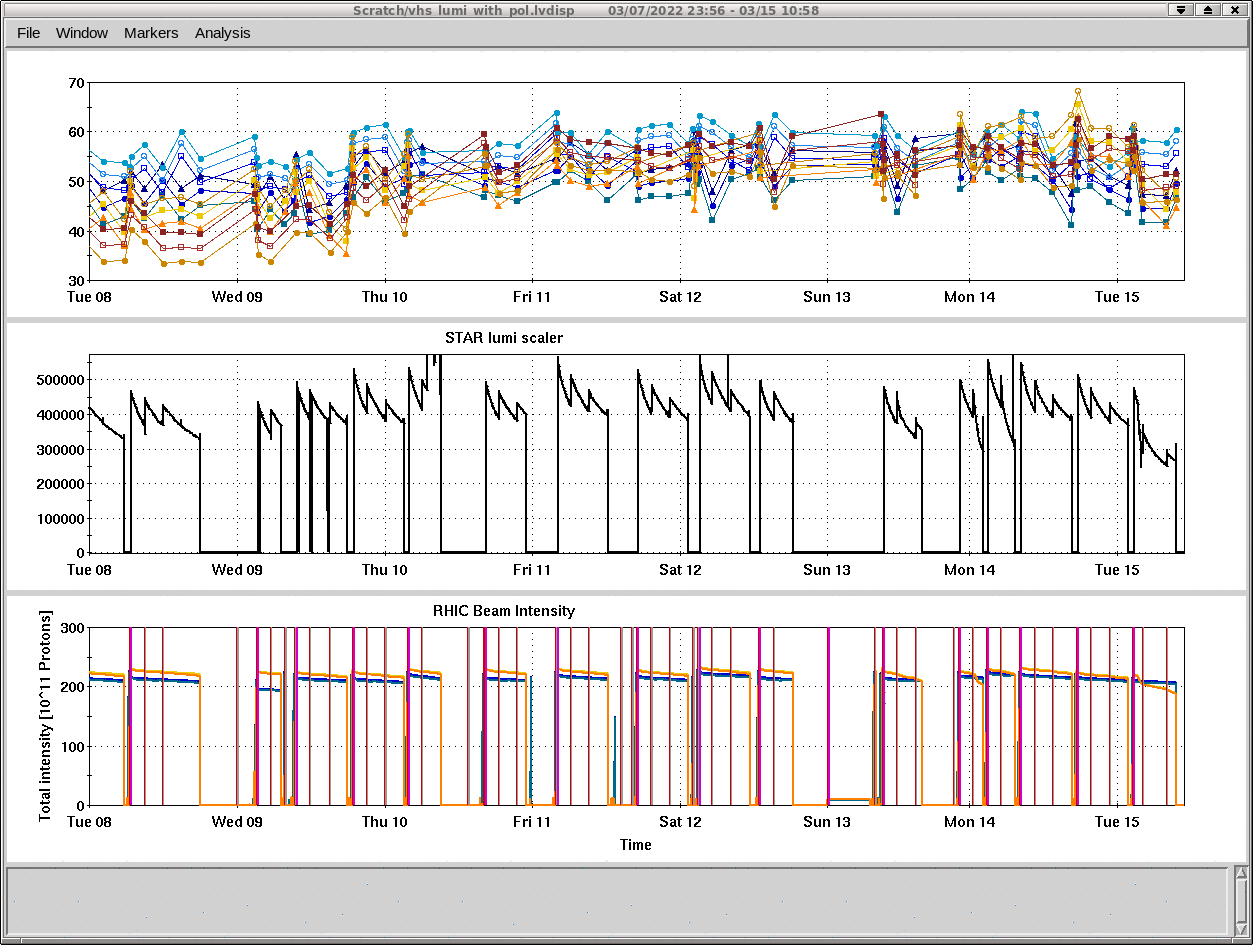 Scratch/vhs_lumi_with_pol.lvdisp 03/07/2022 23:56 - 03/15 10:58
File Window Markers Analysis
70
60
50
40
30
Tue 08 Wed 09 Thu 10 Fri 11 Sat 12 Sun 13 Mon 14 Tue 15
STAR lumi scaler
500000
400000
300000
200000
100000
0
Tue 08 Wed 09 Thu 10 Fri 11 Sat 12 Sun 13 Mon 14 Tue 15
RHIC Beam Intensity
Total intensity [10^11 Protons]
300
200
100
0
Tue 08 Wed 09 Thu 10 Fri 11 Sat 12 Sun 13 Mon 14 Tue 15
Time